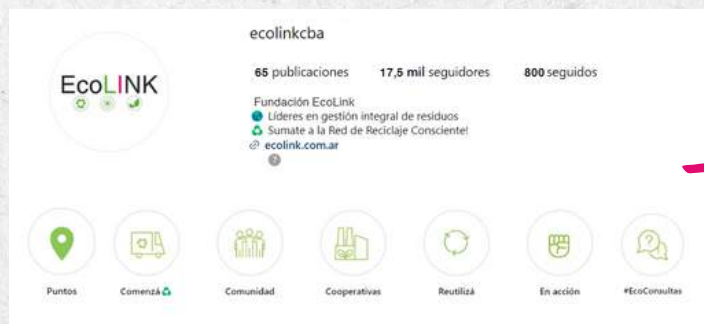 ecolinkcba
65 publicaciones 17,5 mil seguidores 800 seguidos
EcoLINK
Fundación EcoLink
Líderes en gestión integral de residuos
Sumate a la Red de Reciclaje Consciente!
ecolink.com.ar
?
Puntos Comenzá Comunidad Cooperativas Reutilizá En acción #EcoConsultas